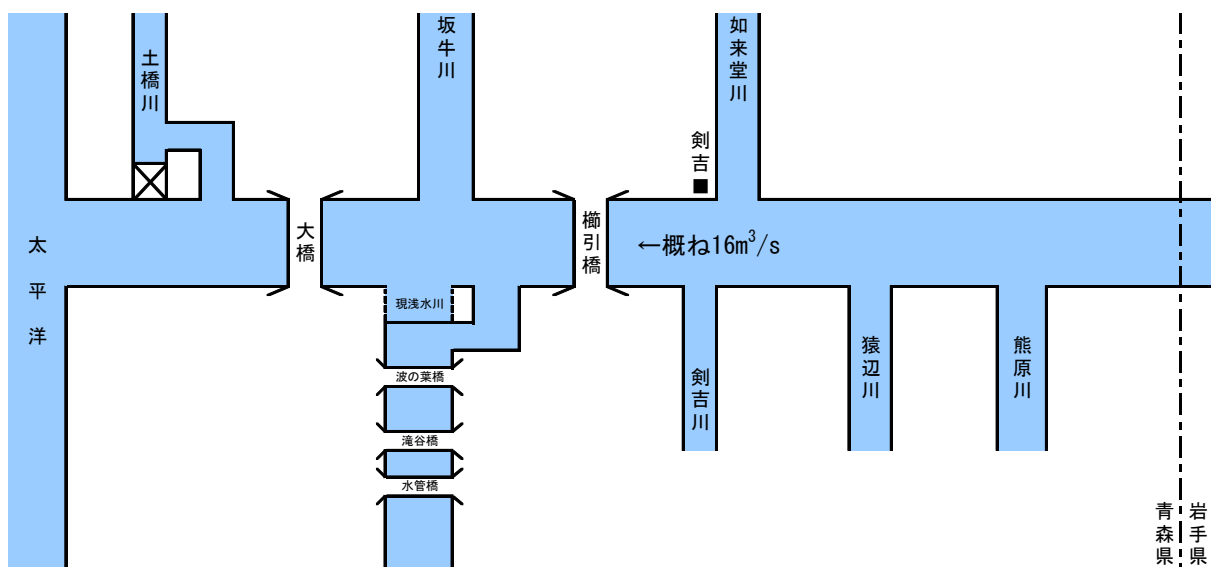 土橋川
坂牛川
如来堂川
剣吉
太平洋
大橋
櫛引橋
←概ね16m³/s
現浅水川
波の葉橋
滝谷橋
水管橋
剣吉川
猿辺川
熊原川
青森県
岩手県